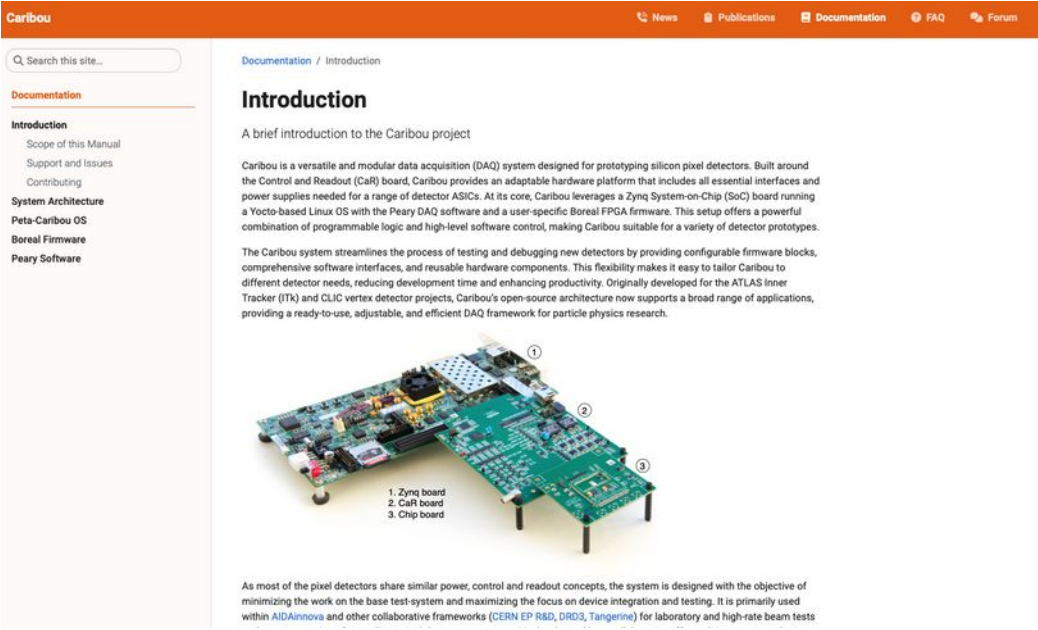 Caribou
News
Publications
Documentation
FAQ
Forum
Search this site...
Documentation
Introduction
Scope of this Manual
Support and Issues
Contributing
System Architecture
Peta-Caribou OS
Boreal Firmware
Peary Software
Documentation / Introduction
Introduction
A brief introduction to the Caribou project
Caribou is a versatile and modular data acquisition (DAQ) system designed for prototyping silicon pixel detectors. Built around
the Control and Readout (CaR) board, Caribou provides an adaptable hardware platform that includes all essential interfaces and
power supplies needed for a range of detector ASICs. At its core, Caribou leverages a Zynq System-on-Chip (SoC) board running
a Yocto-based Linux OS with the Peary DAQ software and a user-specific Boreal FPGA firmware. This setup offers a powerful
combination of programmable logic and high-level software control, making Caribou suitable for a variety of detector prototypes.
The Caribou system streamlines the process of testing and debugging new detectors by providing configurable firmware blocks,
comprehensive software interfaces, and reusable hardware components. This flexibility makes it easy to tailor Caribou to
different detector needs, reducing development time and enhancing productivity. Originally developed for the ATLAS Inner
Tracker (ITk) and CLIC vertex detector projects, Caribou's open-source architecture now supports a broad range of applications,
providing a ready-to-use, adjustable, and efficient DAQ framework for particle physics research.
1
2
3
1. Zynq board
2. CaR board
3. Chip board
As most of the pixel detectors share similar power, control and readout concepts, the system is designed with the objective of
minimizing the work on the base test-system and maximizing the focus on device integration and testing. It is primarily used
within AIDAinnova and other collaborative frameworks (CERN EP R&D, DRD3, Tangerine) for laboratory and high-rate beam tests